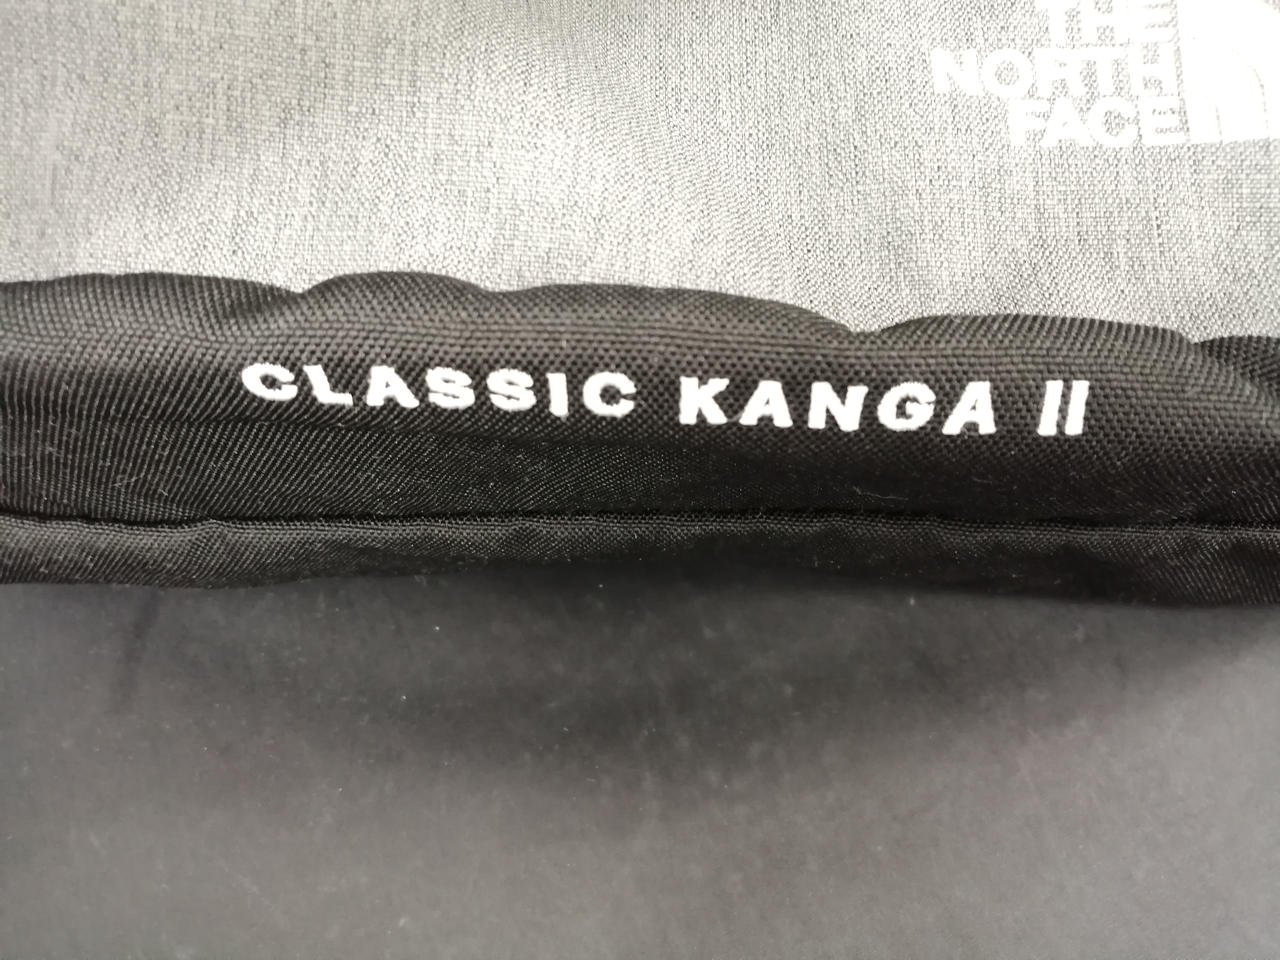 THE
NORTH
FACE
CLASSIC KANGA II